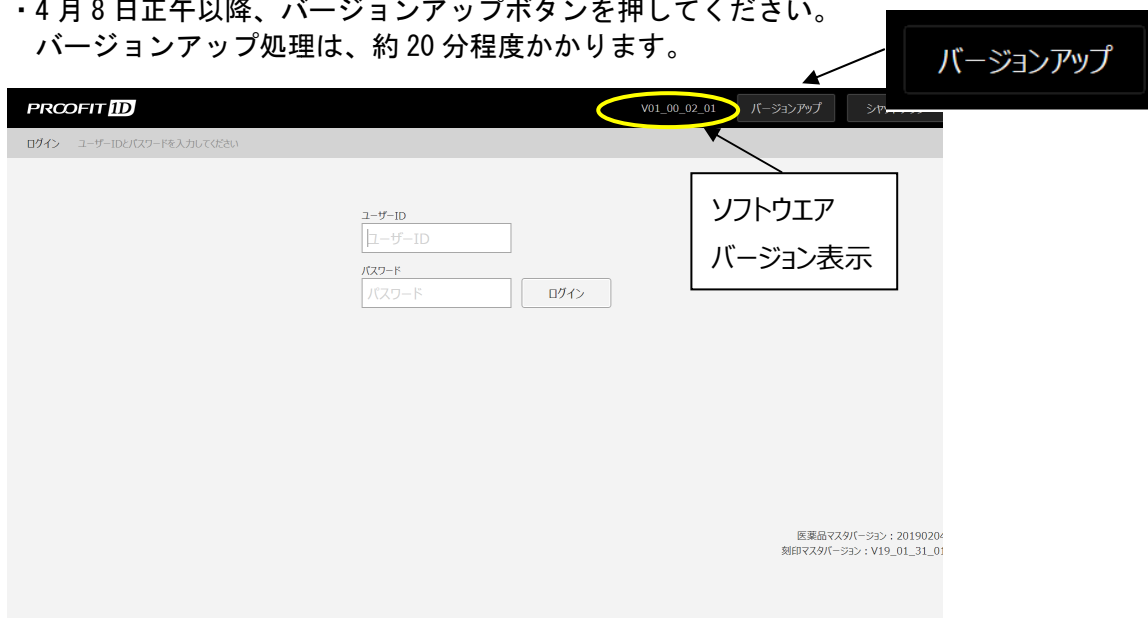 ・4月8日正午以降、バージョンアップボタンを押してください。
バージョンアップ処理は、約20分程度かかります。
バージョンアップ
PROOFIT 1D
V01_00_02_01
バージョンアップ
ログイン ユーザーIDとパスワードを入力してください
ソフトウエア
バージョン表示
ユーザーID
ユーザーID
パスワード
パスワード
ログイン
医薬品マスタバージョン：20190204
刻印マスタバージョン：V19_01_31_01